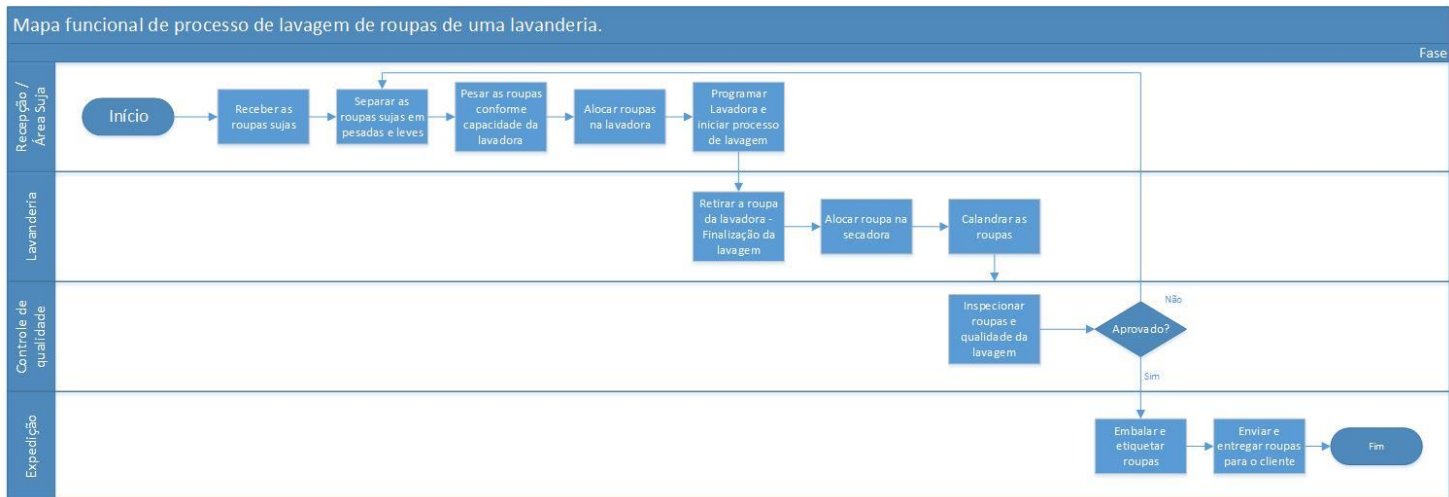 Mapa funcional de processo de lavagem de roupas de uma lavanderia.
Fase
Recepção /
Área Suja
Início
Receber as
roupas sujas
Separar as
roupas sujas em
pesadas e leves
Pesar as roupas
conforme
capacidade da
lavadora
Alocar roupas
na lavadora
Programar
Lavadora e
iniciar processo
de lavagem
Lavanderia
Retirar a roupa
da lavadora -
Finalização da
lavagem
Alocar roupa na
secadora
Calandrar as
roupas
Controle de
qualidade
Inspecionar
roupas e
qualidade da
lavagem
Aprovado?
Não
Sim
Expedição
Embalar e
etiquetar
roupas
Enviar e
entregar roupas
para o cliente
Fim